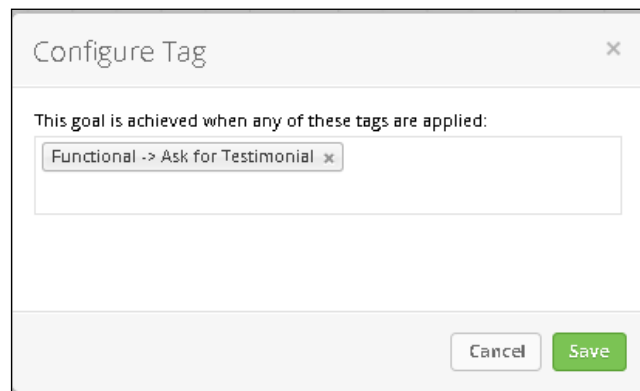 Configure Tag ×
This goal is achieved when any of these tags are applied:
Functional -> Ask for Testimonial ×
Cancel Save